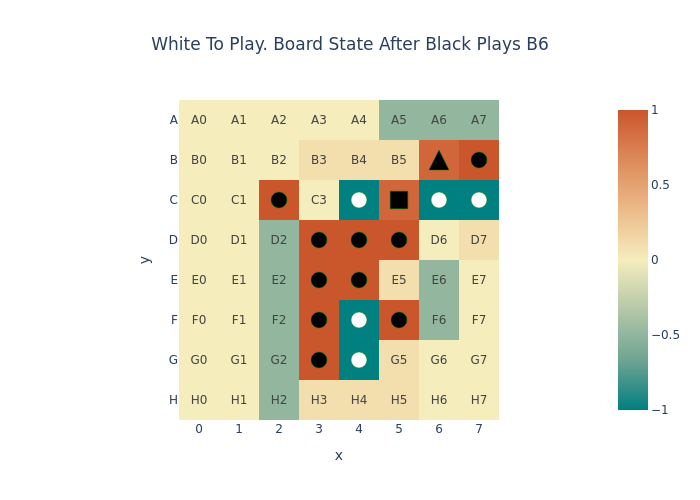 White To Play. Board State After Black Plays B6
A A0 A1 A2 A3 A4 A5 A6 A7
B B0 B1 B2 B3 B4 B5
C C0 C1 C3
D D0 D1 D2 D6 D7
E E0 E1 E2 E5 E6 E7
F F0 F1 F2 F6 F7
G G0 G1 G2 G5 G6 G7
H H0 H1 H2 H3 H4 H5 H6 H7
0 1 2 3 4 5 6 7
x
y
1
0.5
0
−0.5
−1